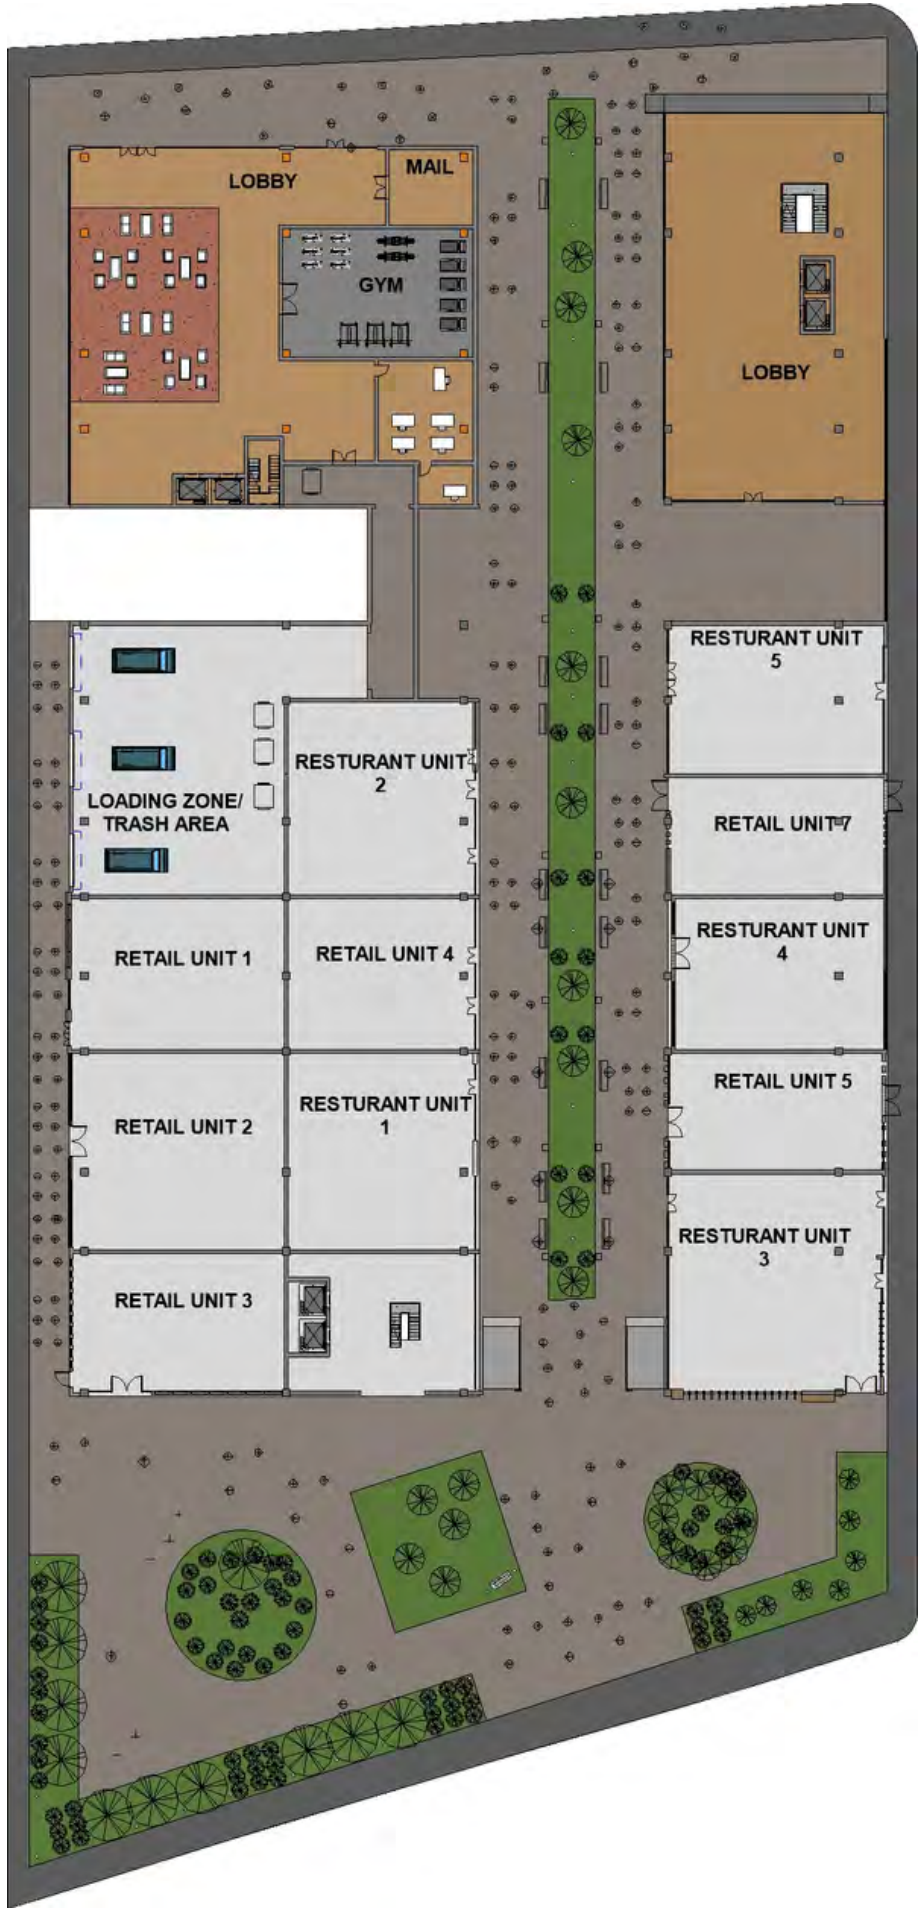 LOBBY
MAIL
GYM
LOBBY
RESTURANT UNIT
5
RESTURANT UNIT
2
LOADING ZONE/
TRASH AREA
RETAIL UNIT 7
RETAIL UNIT 1
RETAIL UNIT 4
RESTURANT UNIT
4
RETAIL UNIT 5
RESTURANT UNIT
1
RETAIL UNIT 2
RESTURANT UNIT
3
RETAIL UNIT 3